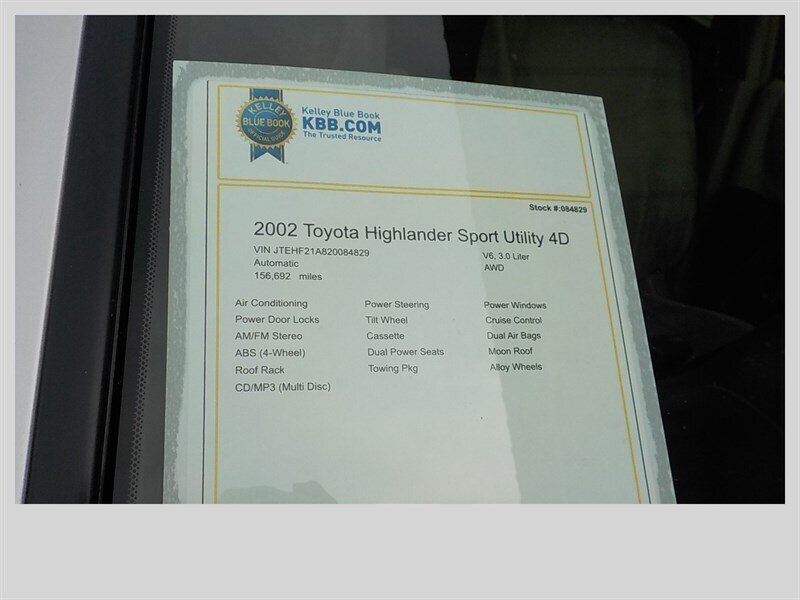 KELLEY
BLUE BOOK
OFFICIAL GUIDE
Kelley Blue Book
KBB.COM
The Trusted Resource
Stock #:084829
2002 Toyota Highlander Sport Utility 4D
VIN JTEHF21A820084829
Automatic
156,692 miles
V6, 3.0 Liter
AWD
Air Conditioning Power Steering Power Windows
Power Door Locks Tilt Wheel Cruise Control
AM/FM Stereo Cassette Dual Air Bags
ABS (4-Wheel) Dual Power Seats Moon Roof
Roof Rack Towing Pkg Alloy Wheels
CD/MP3 (Multi Disc)